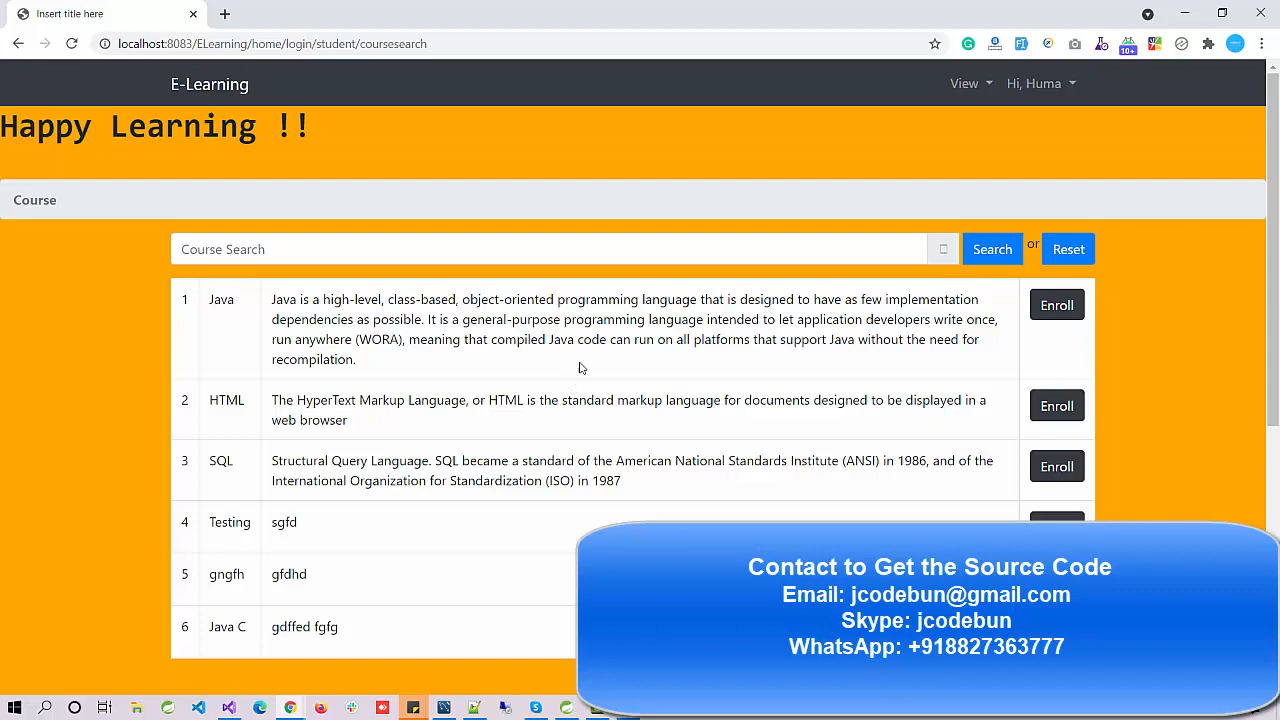 Insert title here
localhost:8083/ELearning/home/login/student/coursesearch
10+
E-Learning
View
Hi, Huma
Happy Learning !!
Course
Course Search
Search
or
Reset
1 Java Java is a high-level, class-based, object-oriented programming language that is designed to have as few implementation
dependencies as possible. It is a general-purpose programming language intended to let application developers write once,
run anywhere (WORA), meaning that compiled Java code can run on all platforms that support Java without the need for
recompilation.
Enroll
2 HTML The HyperText Markup Language, or HTML is the standard markup language for documents designed to be displayed in a
web browser
Enroll
3 SQL Structural Query Language. SQL became a standard of the American National Standards Institute (ANSI) in 1986, and of the
International Organization for Standardization (ISO) in 1987
Enroll
4 Testing sgfd
5 gngfh gfdhd
6 Java C gdffed fgfg
Contact to Get the Source Code
Email: jcodebun@gmail.com
Skype: jcodebun
WhatsApp: +918827363777